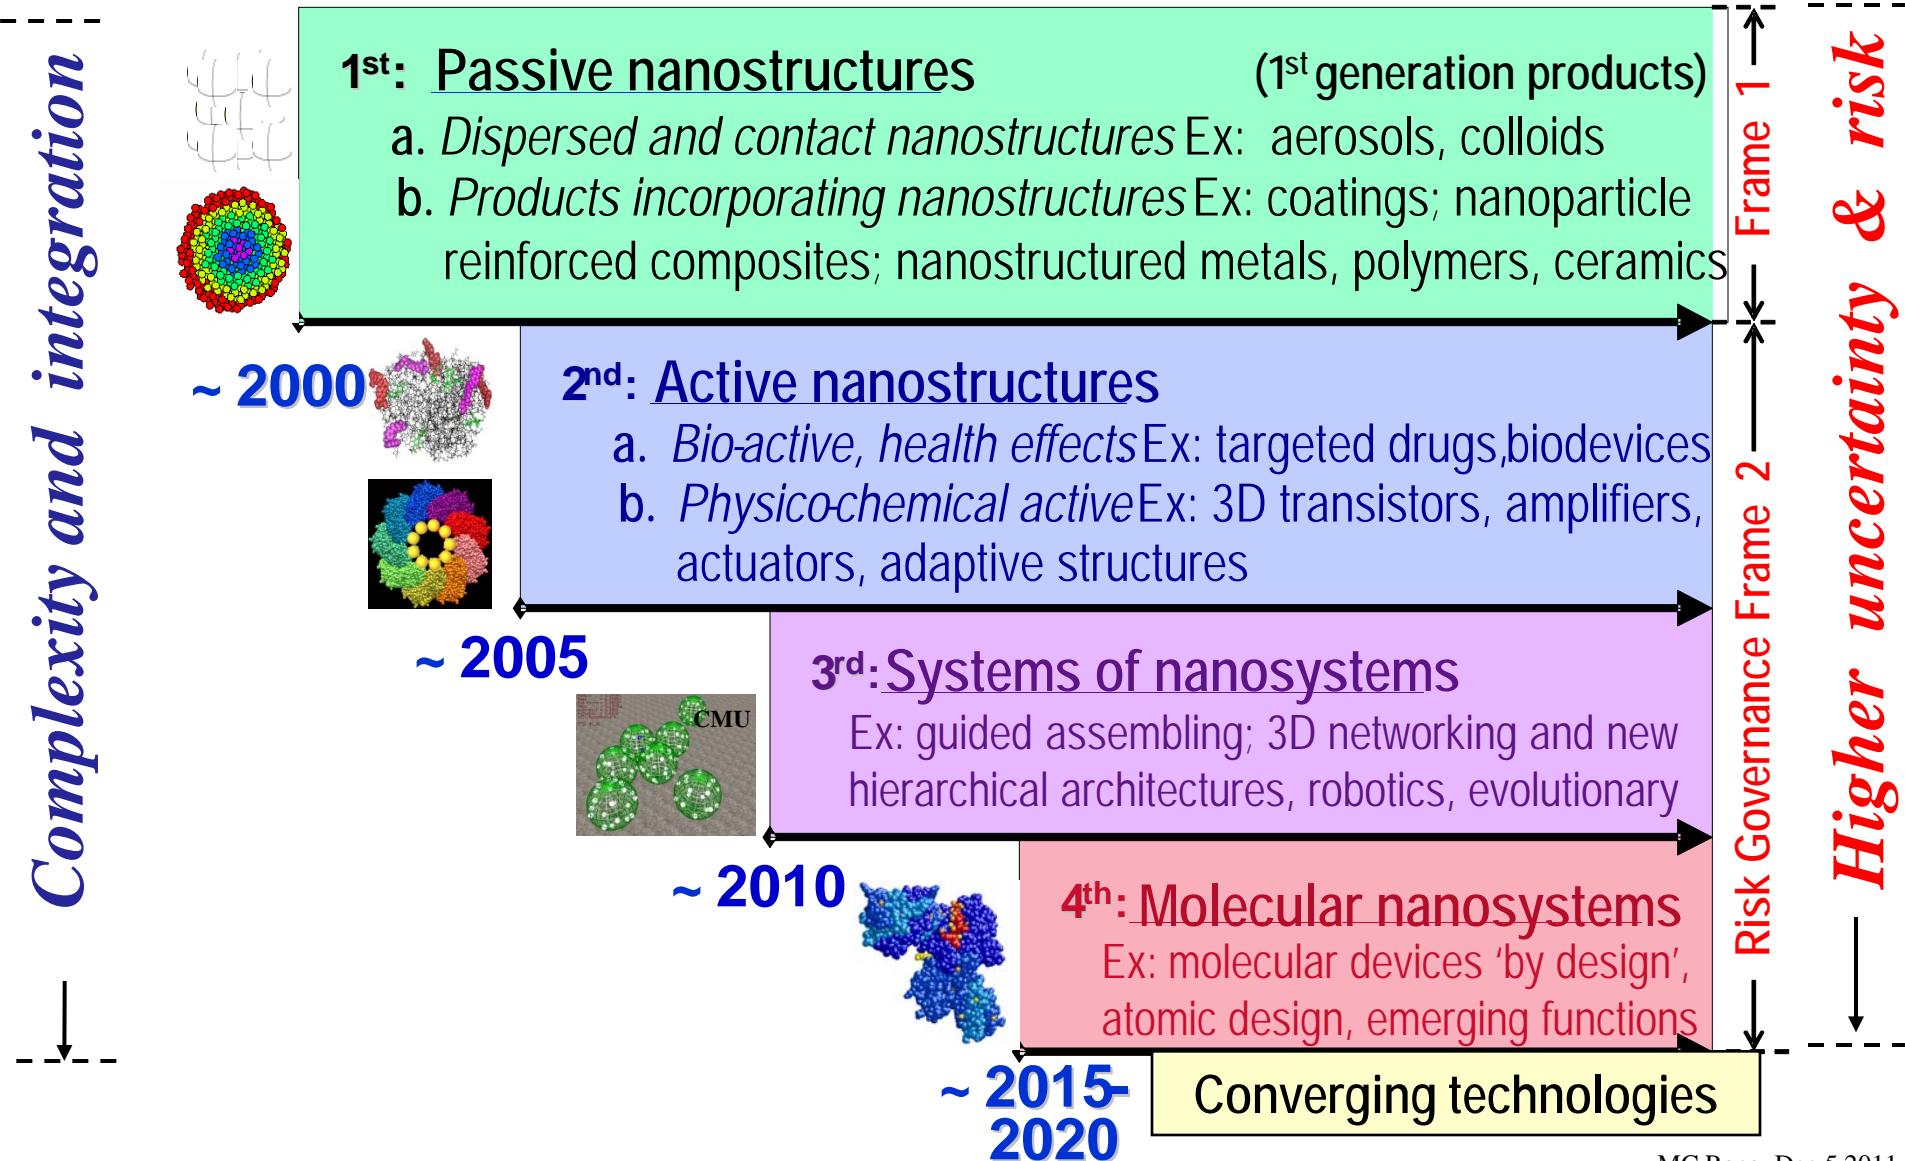 1st: Passive nanostructures (1st generation products)
a. Dispersed and contact nanostructures Ex: aerosols, colloids
b. Products incorporating nanostructures Ex: coatings; nanoparticle
reinforced composites; nanostructured metals, polymers, ceramics
~ 2000
2nd: Active nanostructures
a. Bio-active, health effects Ex: targeted drugs, biodevices
b. Physico-chemical active Ex: 3D transistors, amplifiers,
actuators, adaptive structures
~ 2005
CMU
3rd: Systems of nanosystems
Ex: guided assembling; 3D networking and new
hierarchical architectures, robotics, evolutionary
~ 2010
4th: Molecular nanosystems
Ex: molecular devices ‘by design’,
atomic design, emerging functions
~ 2015-
2020
Converging technologies
Complexity and integration
Frame 1
Risk Governance Frame 2
Higher uncertainty & risk